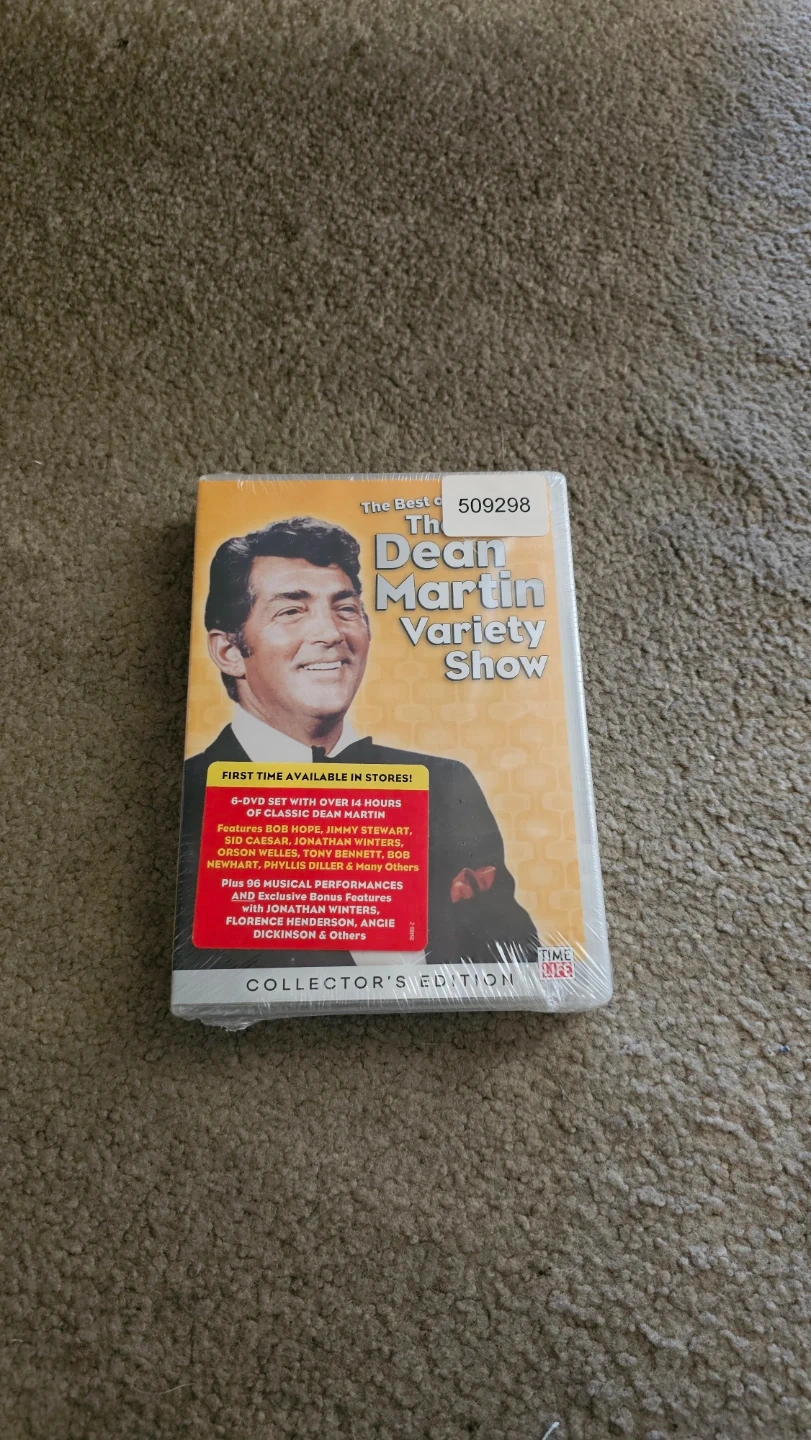 The Best o
509298
The
Dean
Martin
Variety
Show
FIRST TIME AVAILABLE IN STORES!
6-DVD SET WITH OVER 14 HOURS
OF CLASSIC DEAN MARTIN
Features BOB HOPE, JIMMY STEWART,
SID CAESAR, JONATHAN WINTERS,
ORSON WELLES, TONY BENNETT, BOB
NEWHART, PHYLLIS DILLER & Many Others
Plus 96 MUSICAL PERFORMANCES
AND Exclusive Bonus Features
with JONATHAN WINTERS,
FLORENCE HENDERSON, ANGIE
DICKINSON & Others
TIME
LIFE
COLLECTOR'S EDITION